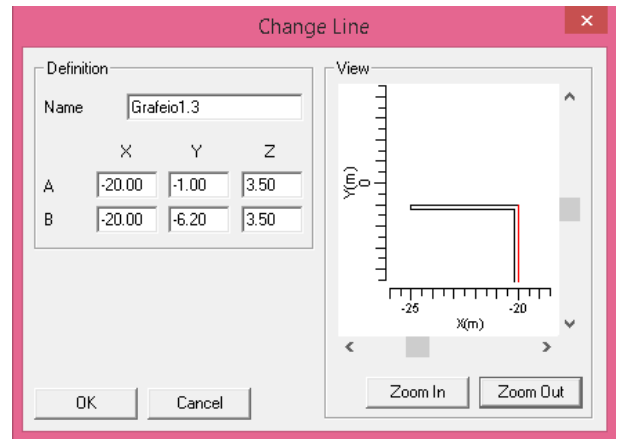 Change Line
Definition
Name Grafeio1.3
X Y Z
A -20.00 -1.00 3.50
B -20.00 -6.20 3.50
OK Cancel
View
Y(m)
0
-25 -20
X(m)
Zoom In Zoom Out